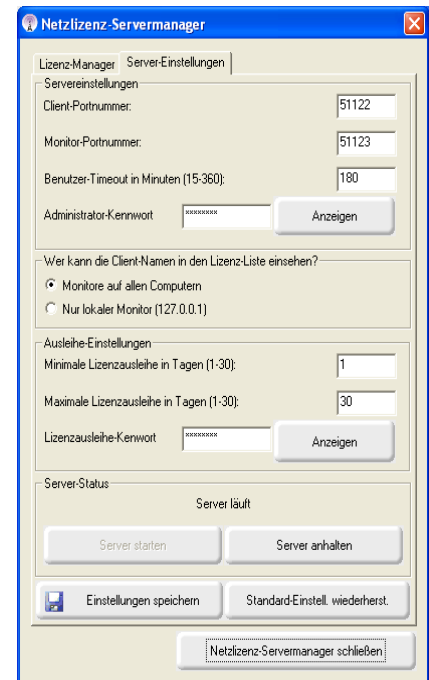 Netzlizenz-Servermanager
Lizenz-Manager Server-Einstellungen
Servereinstellungen
Client-Portnummer: 51122
Monitor-Portnummer: 51123
Benutzer-Timeout in Minuten (15-360): 180
Administrator-Kennwort xxxxxxxx Anzeigen
Wer kann die Client-Namen in den Lizenz-Liste einsehen?
Monitore auf allen Computern
Nur lokaler Monitor (127.0.0.1)
Ausleihe-Einstellungen
Minimale Lizenzausleihe in Tagen (1-30): 1
Maximale Lizenzausleihe in Tagen (1-30): 30
Lizenzausleihe-Kenwort xxxxxxxx Anzeigen
Server-Status
Server läuft
Server starten Server anhalten
Einstellungen speichern Standard-Einstell. wiederherst.
Netzlizenz-Servermanager schließen